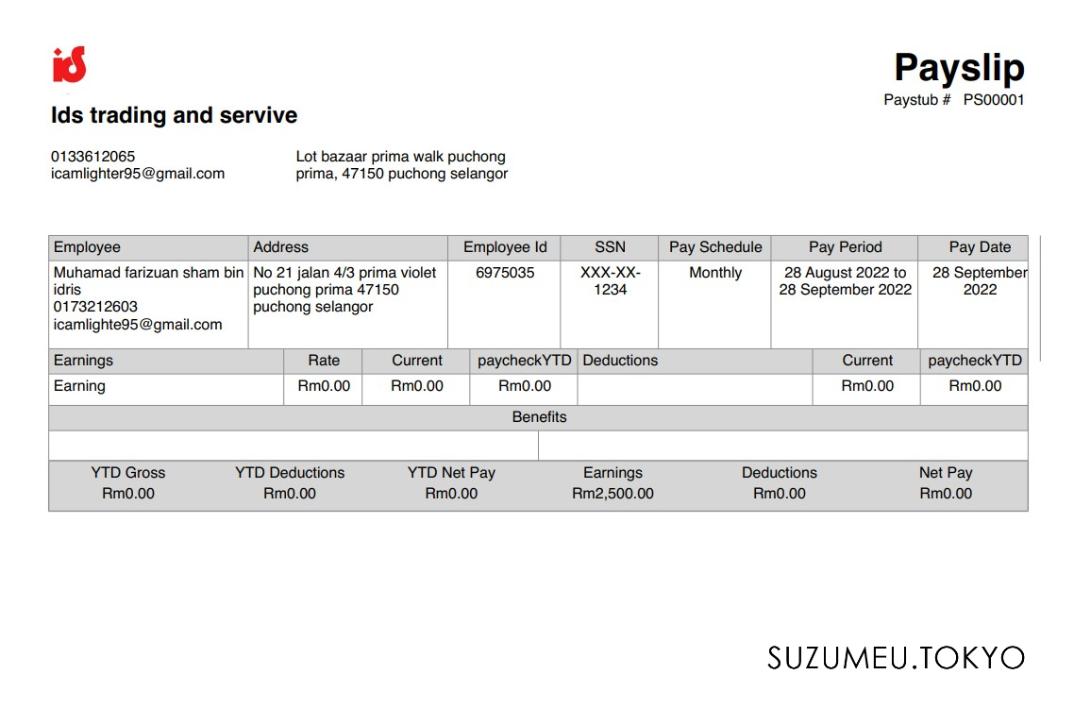 ids
Payslip
Paystub # PS00001
Ids trading and servive
0133612065
icamlighter95@gmail.com
Lot bazaar prima walk puchong
prima, 47150 puchong selangor
Employee Address Employee Id SSN Pay Schedule Pay Period Pay Date
Muhamad farizuan sham bin No 21 jalan 4/3 prima violet 6975035 XXX-XX- Monthly 28 August 2022 to 28 September
idris puchong prima 47150 1234 28 September 2022 2022
0173212603 puchong selangor
icamlighte95@gmail.com
Earnings Rate Current paycheckYTD Deductions Current paycheckYTD
Earning Rm0.00 Rm0.00 Rm0.00 Rm0.00 Rm0.00
Benefits
YTD Gross YTD Deductions YTD Net Pay Earnings Deductions Net Pay
Rm0.00 Rm0.00 Rm0.00 Rm2,500.00 Rm0.00 Rm0.00
SUZUMEU.TOKYO